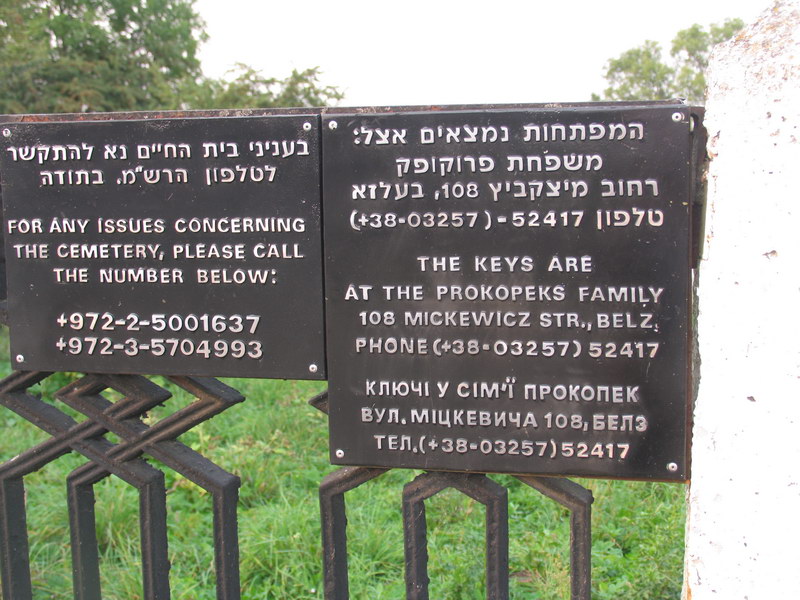 בעניני בית החיים נא להתקשר
לטלפון הרש"מ. בתודה
FOR ANY ISSUES CONCERNING
THE CEMETERY, PLEASE CALL
THE NUMBER BELOW:
+972-2-5001637
+972-3-5704993
המפתחות נמצאים אצל:
משפחת פרוקופק
רחוב מיצקביץ 108, בעלזא
טלפון 52417-(+38-03257)
THE KEYS ARE
AT THE PROKOPEKS FAMILY
108 MICKEWICZ STR., BELZ,
PHONE (+38-03257) 52417
КЛЮЧІ У СІМ'Ї ПРОКОПЕК
ВУЛ. МІЦКЕВИЧА 108, БЕЛЗ
ТЕЛ. (+38-03257) 52417